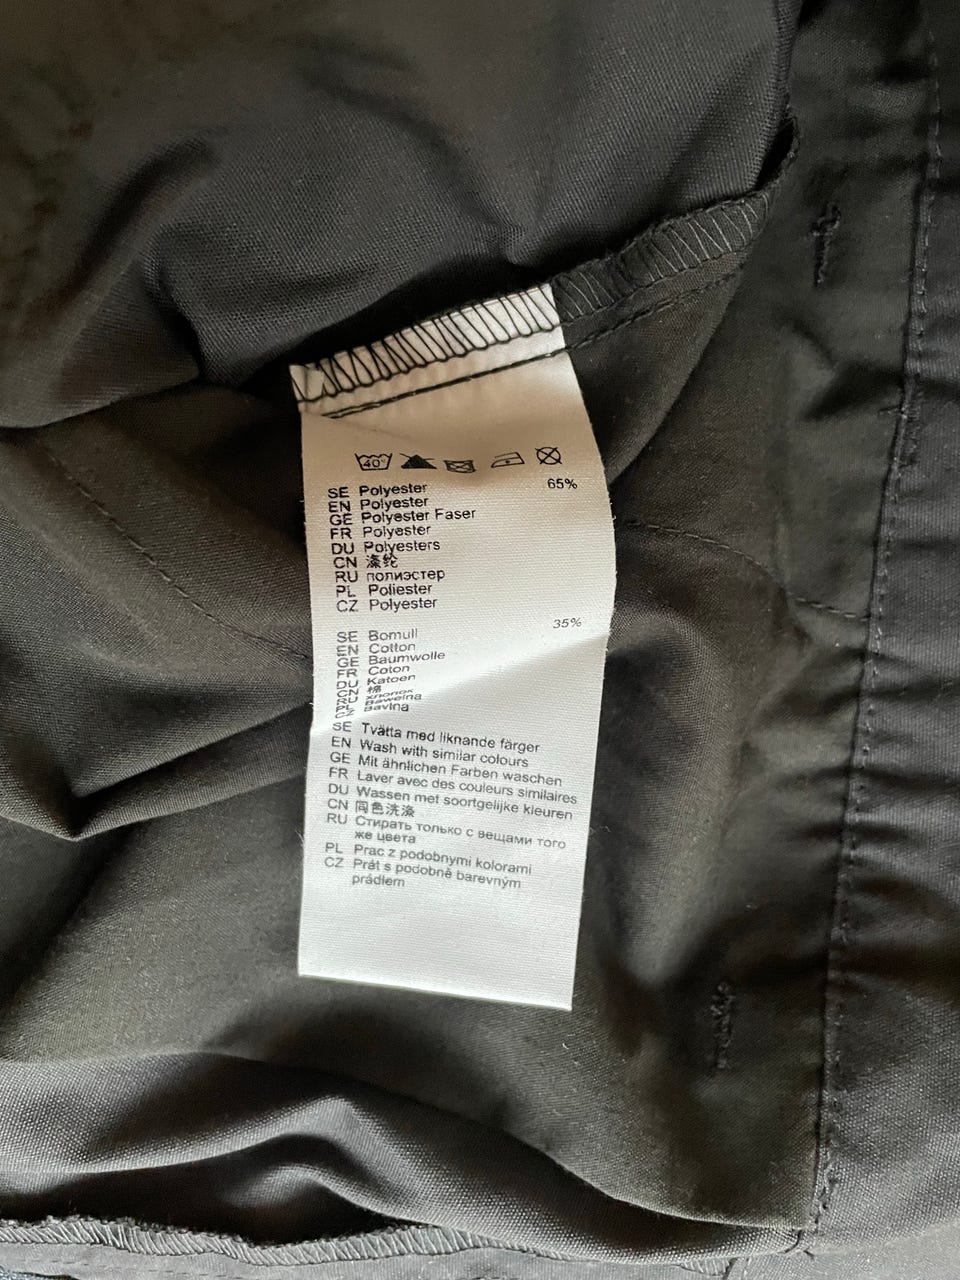 40°
SE Polyester 65%
EN Polyester
GE Polyester Faser
FR Polyester
DU Polyesters
CN 涤纶
RU полиэстер
PL Poliester
CZ Polyester
35%
SE Bomull
EN Cotton
GE Baumwolle
FR Coton
DU Katoen
CN 棉
RU хлопок
PL Bawełna
CZ Bavlna
SE Tvätta med liknande färger
EN Wash with similar colours
GE Mit ähnlichen Farben waschen
FR Laver avec des couleurs similaires
DU Wassen met soortgelijke kleuren
CN 同色洗涤
RU Стирать только с вещами того
же цвета
PL Prac z podobnymi kolorami
CZ Prát s podobně barevným
prádlem